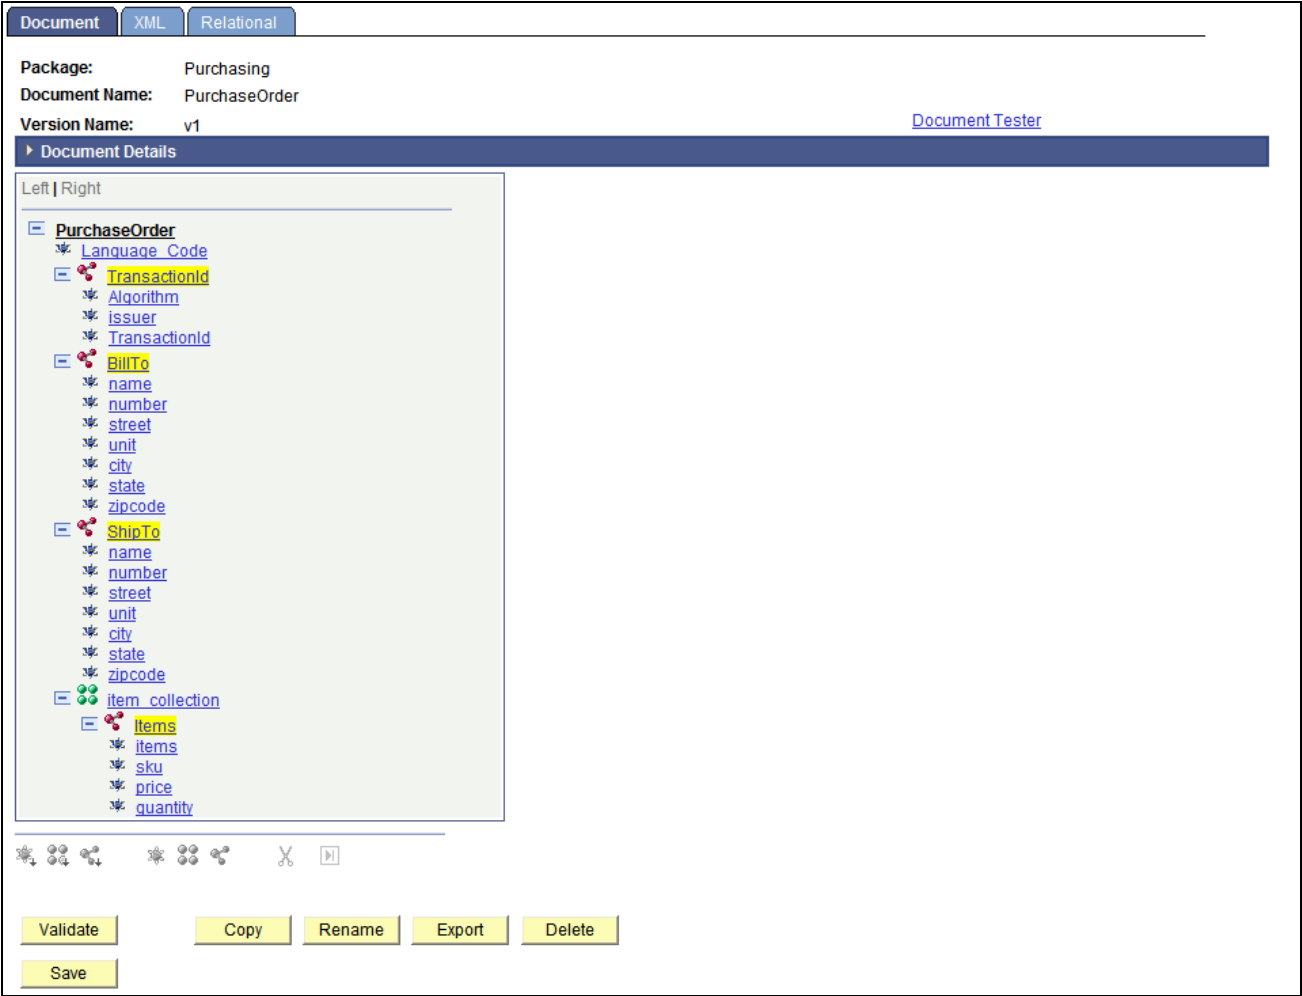 Document XML Relational
Package: Purchasing
Document Name: PurchaseOrder
Version Name: v1 Document Tester
Document Details
Left | Right
PurchaseOrder
Language_Code
TransactionId
Algorithm
issuer
TransactionId
BillTo
name
number
street
unit
city
state
zipcode
ShipTo
name
number
street
unit
city
state
zipcode
item_collection
Items
items
sku
price
quantity
Validate Copy Rename Export Delete
Save